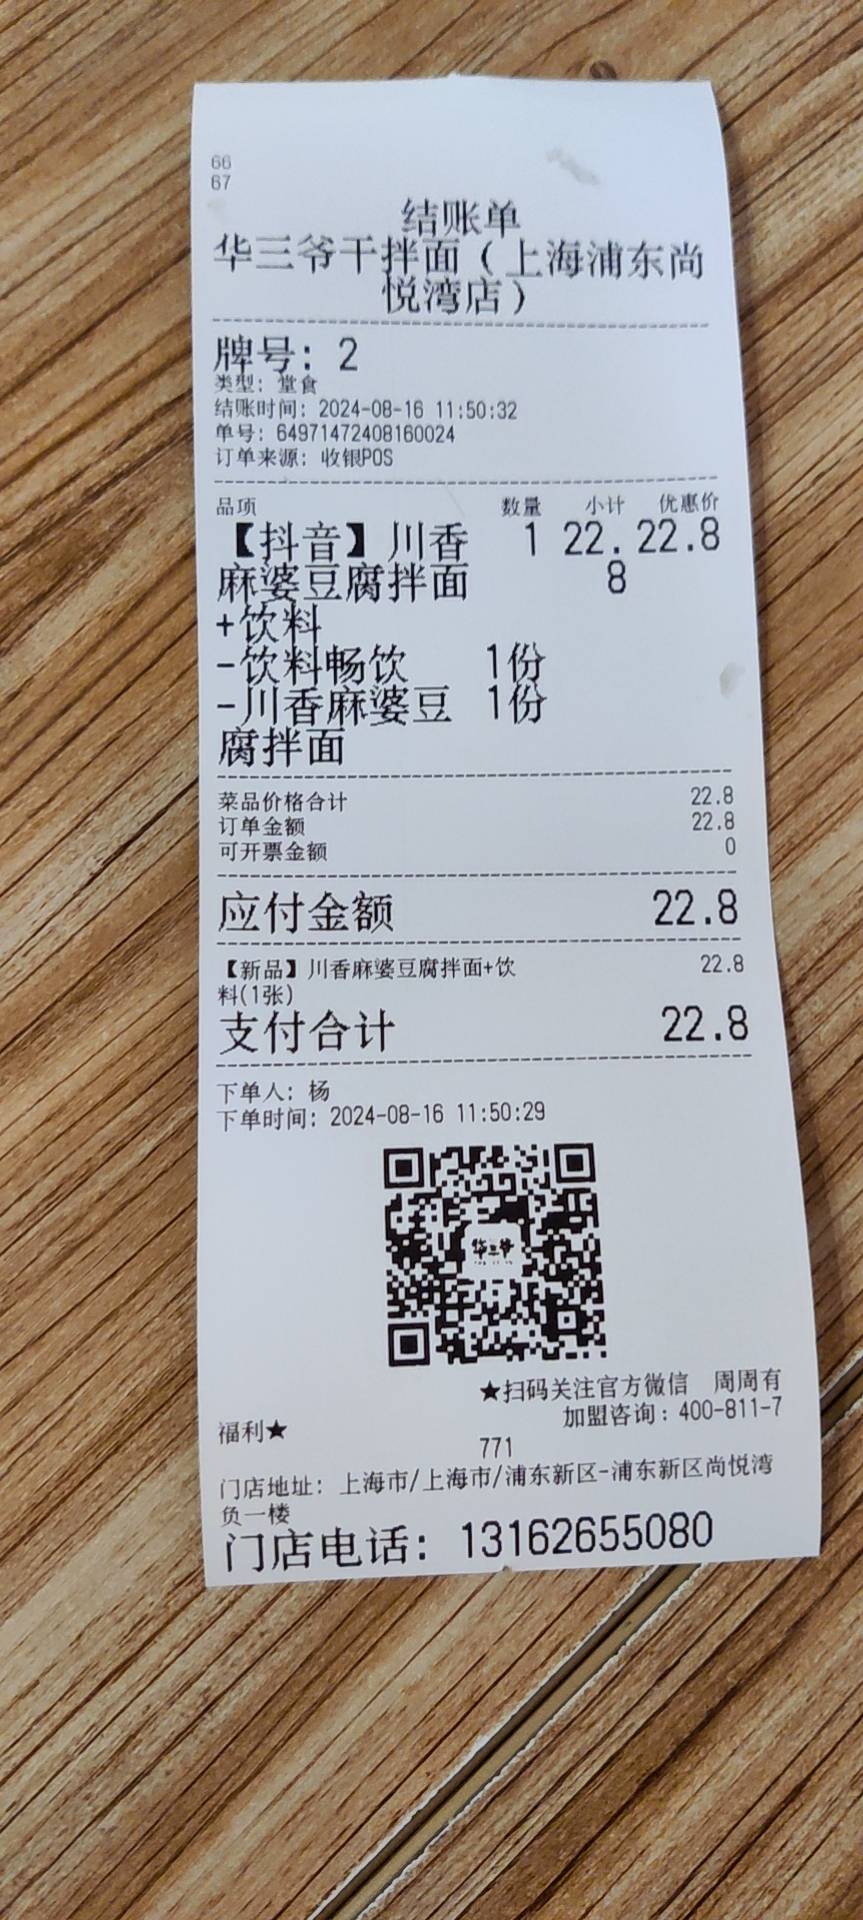 66
67
结账单
华三爷干拌面（上海浦东尚
悦湾店）
牌号：2
类型：堂食
结账时间：2024-08-16 11:50:32
单号：64971472408160024
订单来源：收银POS
品项 数量 小计 优惠价
【抖音】川香 1 22. 22.8
麻婆豆腐拌面 8
+饮料
-饮料畅饮 1份
-川香麻婆豆 1份
腐拌面
菜品价格合计 22.8
订单金额 22.8
可开票金额 0
应付金额 22.8
【新品】川香麻婆豆腐拌面+饮 22.8
料(1张)
支付合计 22.8
下单人：杨
下单时间：2024-08-16 11:50:29
华三爷
★扫码关注官方微信 周周有
福利★ 加盟咨询：400-811-7
771
门店地址：上海市/上海市/浦东新区-浦东新区尚悦湾
负一楼
门店电话：13162655080